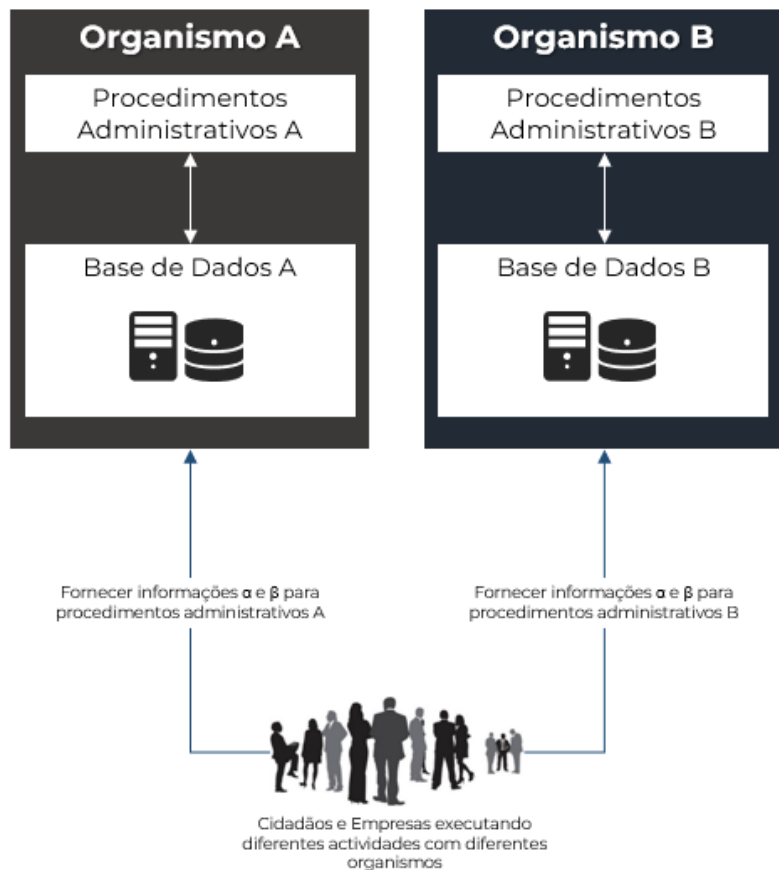 Organismo A
Procedimentos
Administrativos A
Base de Dados A
Organismo B
Procedimentos
Administrativos B
Base de Dados B
Fornecer informações α e β para
procedimentos administrativos A
Fornecer informações α e β para
procedimentos administrativos B
Cidadãos e Empresas executando
diferentes actividades com diferentes
organismos